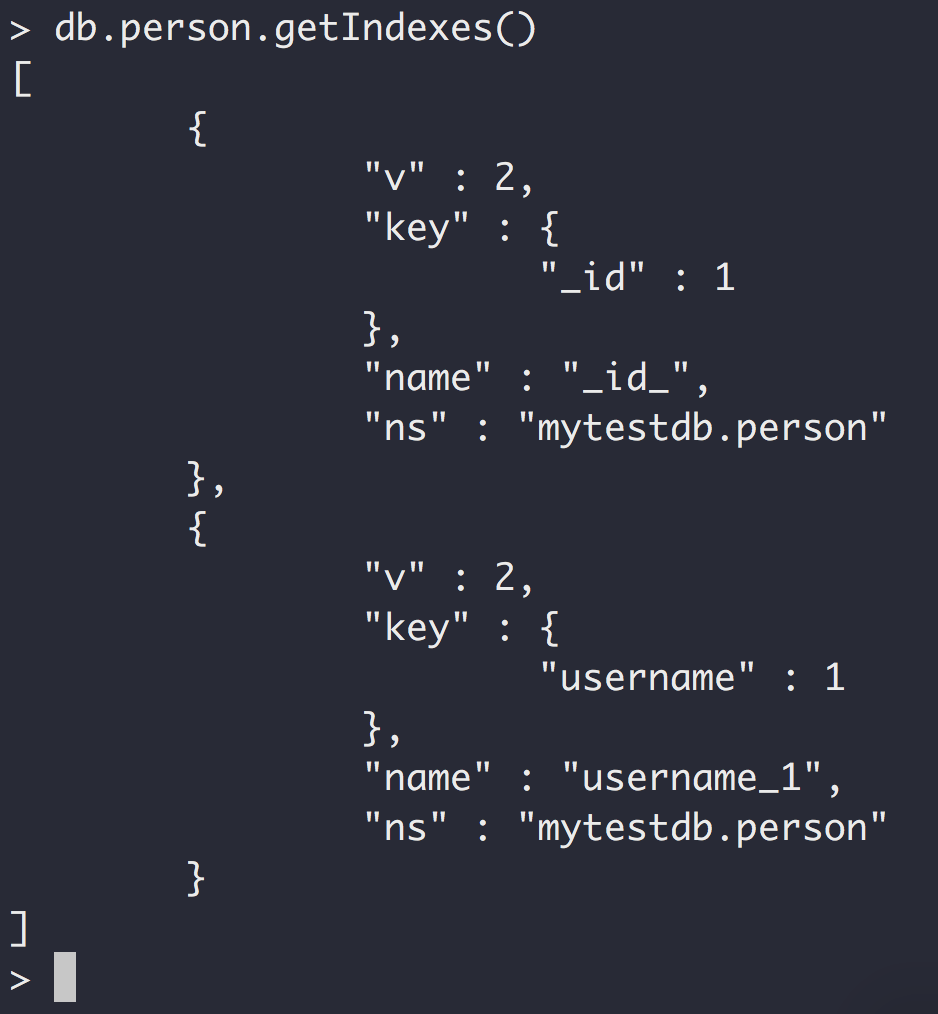 > db.person.getIndexes()
[
        {
                "v" : 2,
                "key" : {
                        "_id" : 1
                },
                "name" : "_id_",
                "ns" : "mytestdb.person"
        },
        {
                "v" : 2,
                "key" : {
                        "username" : 1
                },
                "name" : "username_1",
                "ns" : "mytestdb.person"
        }
]
>